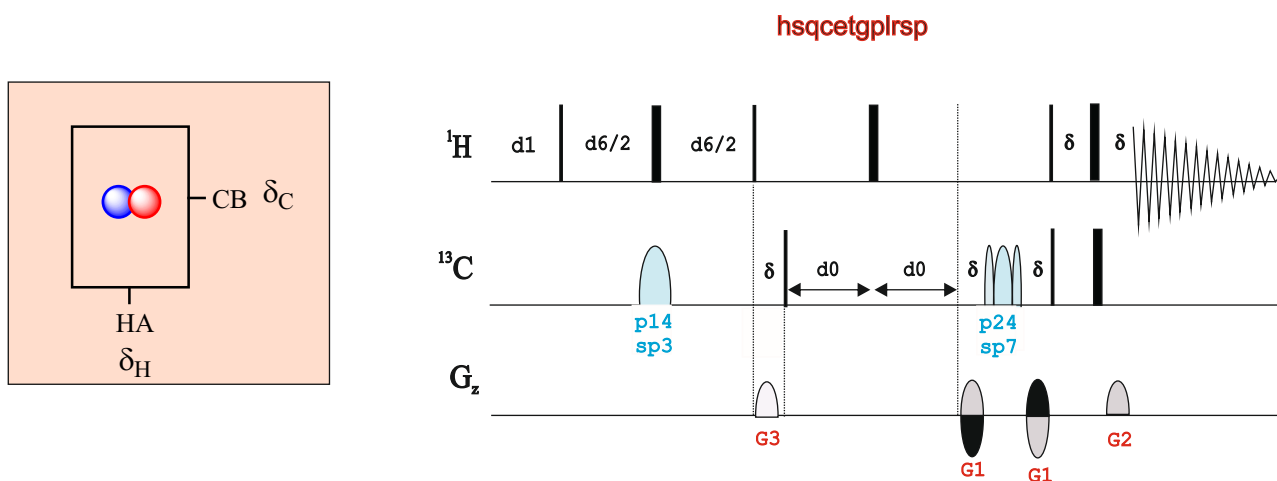 hsqcetgplrsp
¹H
d1
d6/2
d6/2
δ
δ
CB δC
HA
δH
¹³C
δ
d0
d0
δ
δ
p14
sp3
p24
sp7
Gz
G3
G1
G1
G2